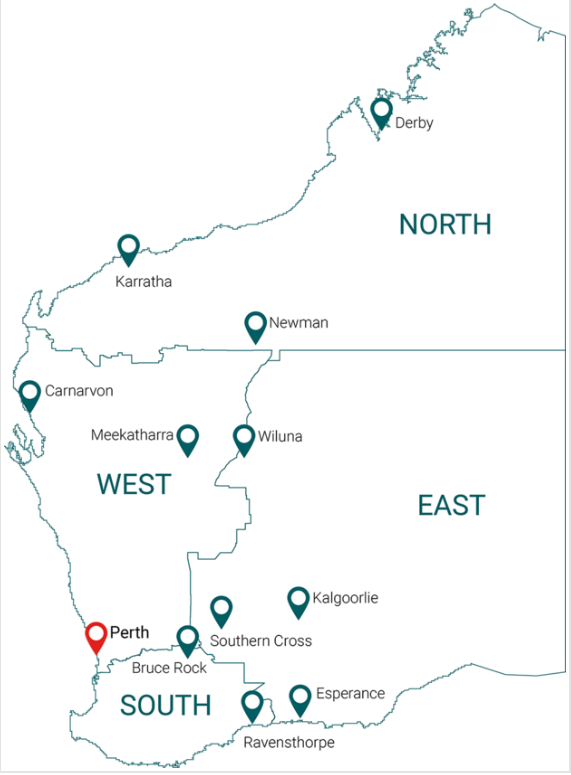 Derby
NORTH
Karratha
Newman
Carnarvon
Meekatharra
Wiluna
WEST
EAST
Kalgoorlie
Perth
Southern Cross
Bruce Rock
SOUTH
Esperance
Ravensthorpe